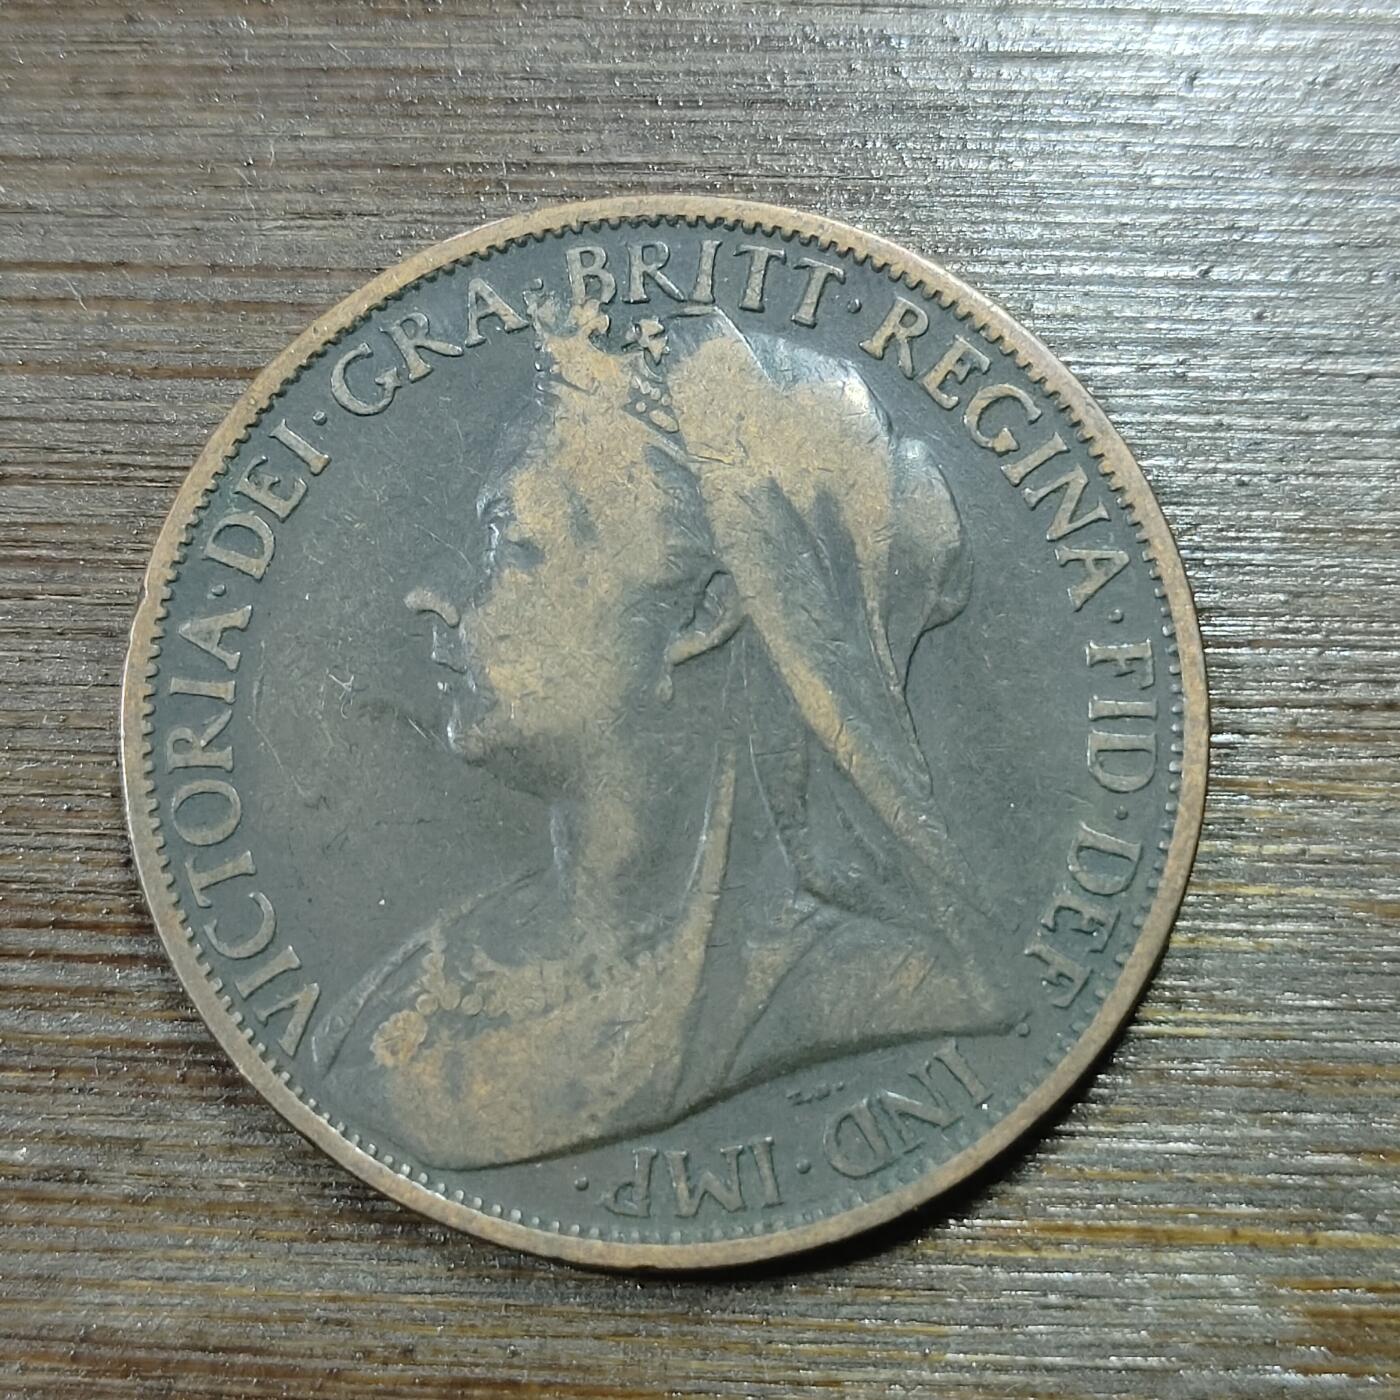 VICTORIA · DEI · GRA · BRITT · REGINA · FID · DEF · IND · IMP ·